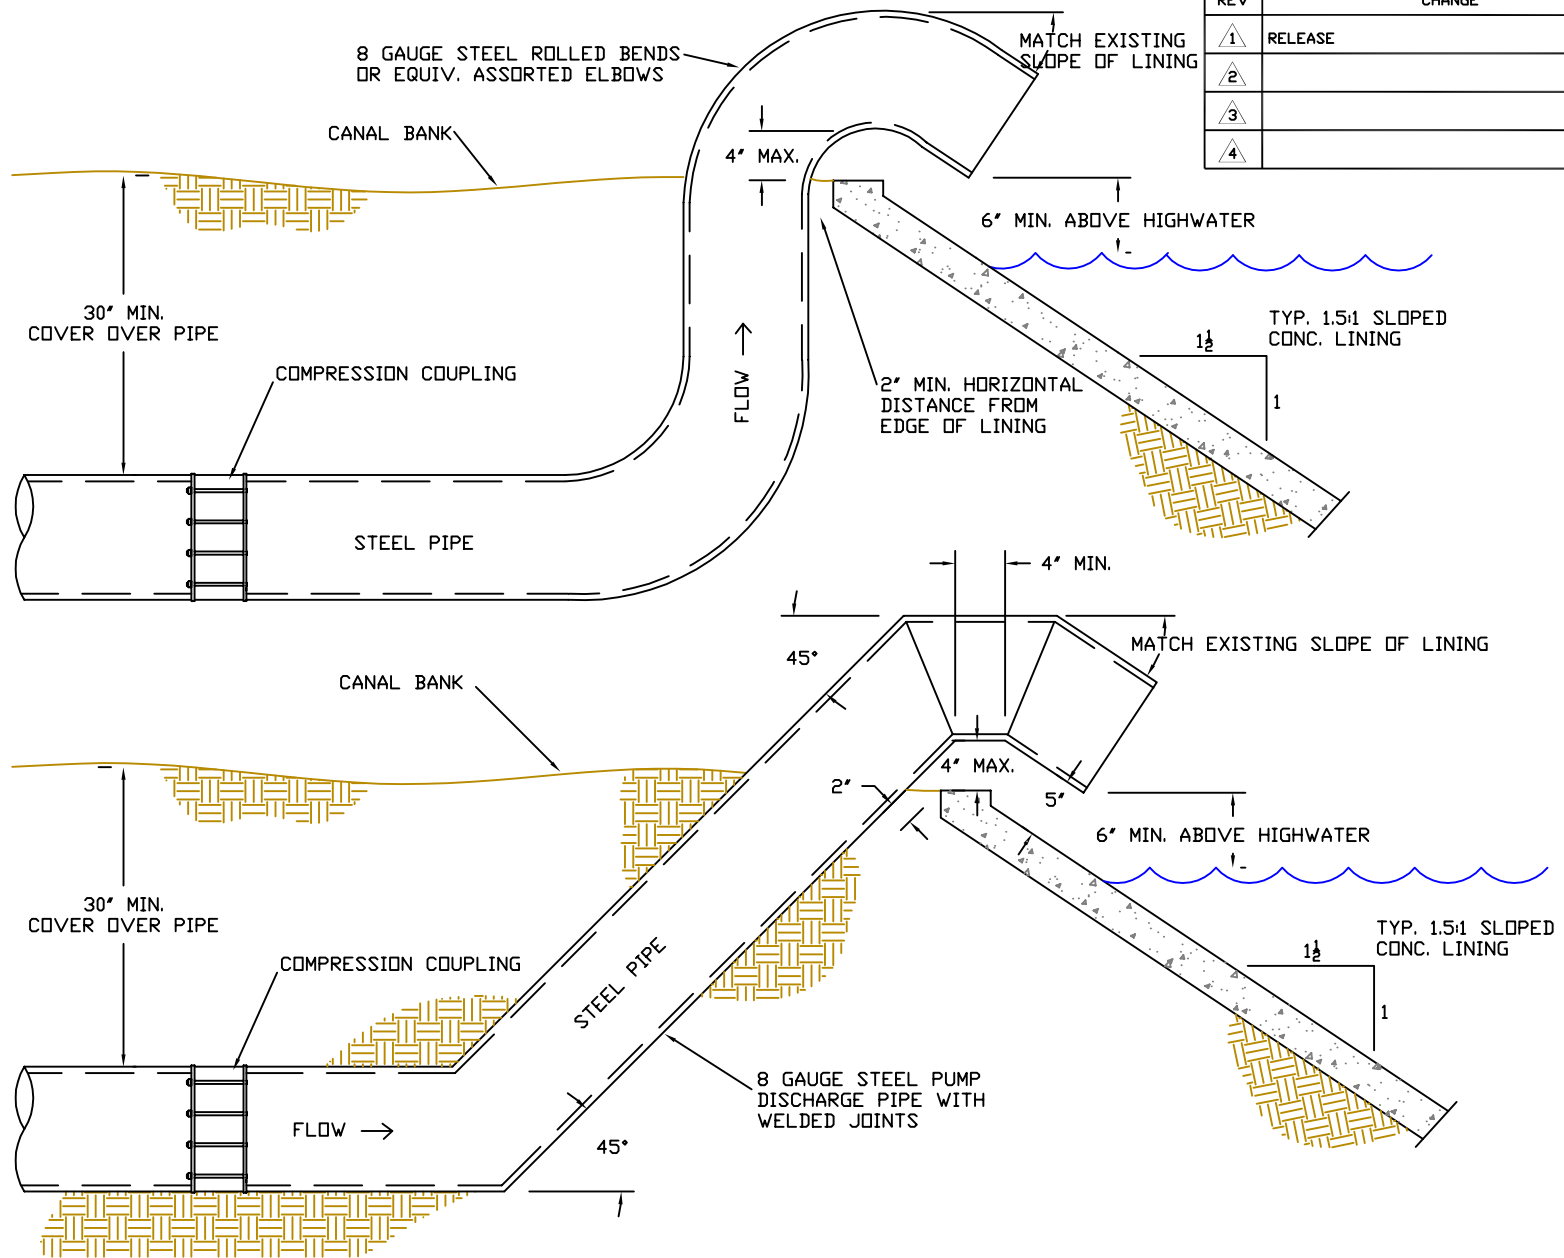 REV CHANGE
1 RELEASE
2
3
4
MATCH EXISTING
SLOPE OF LINING
8 GAUGE STEEL ROLLED BENDS
OR EQUIV. ASSORTED ELBOWS
CANAL BANK
4" MAX.
6" MIN. ABOVE HIGHWATER
30" MIN.
COVER OVER PIPE
TYP. 1.5:1 SLOPED
CONC. LINING
1½
1
COMPRESSION COUPLING
FLOW
2" MIN. HORIZONTAL
DISTANCE FROM
EDGE OF LINING
STEEL PIPE
4" MIN.
MATCH EXISTING SLOPE OF LINING
45°
CANAL BANK
4" MAX.
2"
5"
6" MIN. ABOVE HIGHWATER
30" MIN.
COVER OVER PIPE
TYP. 1.5:1 SLOPED
CONC. LINING
1½
1
COMPRESSION COUPLING
STEEL PIPE
8 GAUGE STEEL PUMP
DISCHARGE PIPE WITH
WELDED JOINTS
FLOW
45°